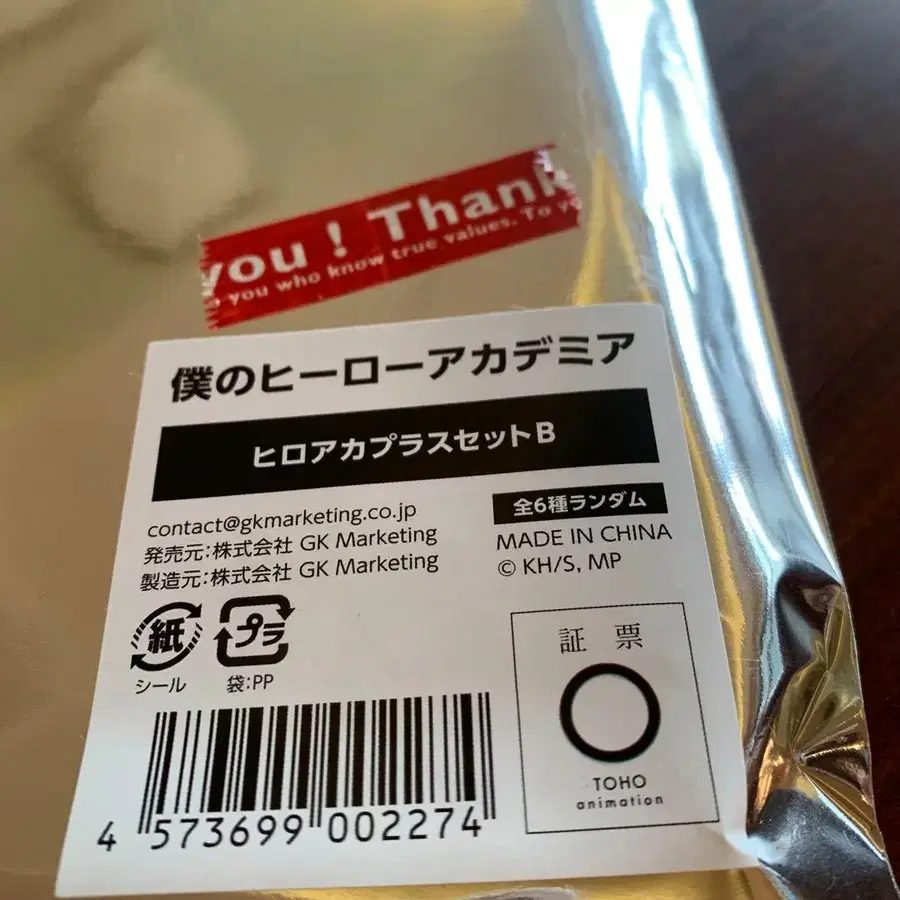 you ! Thank
o you who know true values. To yo
僕のヒーローアカデミア
ヒロアカプラスセットB
contact@gkmarketing.co.jp
発売元:株式会社 GK Marketing
製造元:株式会社 GK Marketing
全6種ランダム
MADE IN CHINA
© KH/S, MP
紙
シール
プラ
袋:PP
証 票
TOHO
animation
4 573699 002274